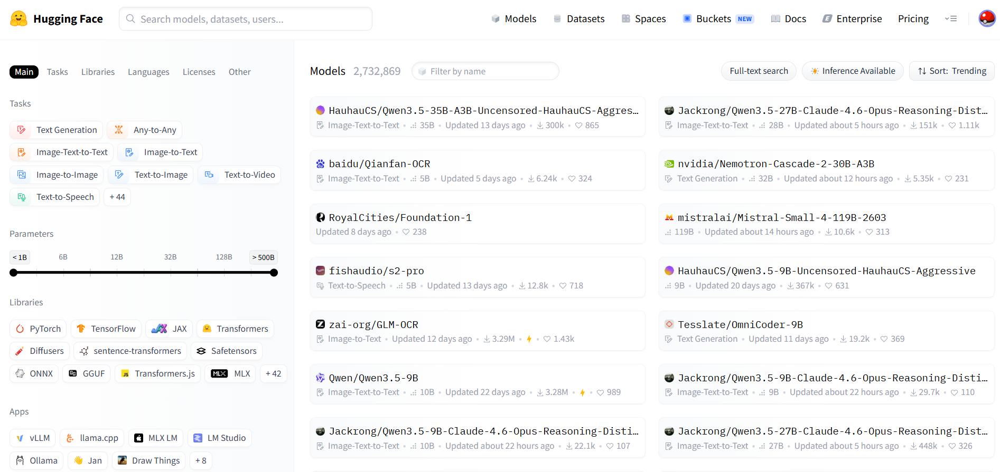 Hugging Face
Search models, datasets, users...
Models
Datasets
Spaces
Buckets NEW
Docs
Enterprise
Pricing
Main Tasks Libraries Languages Licenses Other
Tasks
Text Generation Any-to-Any
Image-Text-to-Text Image-to-Text
Image-to-Image Text-to-Image Text-to-Video
Text-to-Speech + 44
Parameters
< 1B 6B 12B 32B 128B > 500B
Libraries
PyTorch TensorFlow JAX Transformers
Diffusers sentence-transformers Safetensors
ONNX GGUF Transformers.js MLX + 42
Apps
vLLM llama.cpp MLX LM LM Studio
Ollama Jan Draw Things + 8
Models 2,732,869 Filter by name
Full-text search Inference Available Sort: Trending
HauhauCS/Qwen3.5-35B-A3B-Uncensored-HauhauCS-Aggres…
Image-Text-to-Text • 35B • Updated 13 days ago • 300k • 865
Jackrong/Qwen3.5-27B-Claude-4.6-Opus-Reasoning-Dist…
Image-Text-to-Text • 28B • Updated about 5 hours ago • 151k • 1.11k
baidu/Qianfan-OCR
Image-Text-to-Text • 5B • Updated 5 days ago • 6.24k • 324
nvidia/Nemotron-Cascade-2-30B-A3B
Text Generation • 32B • Updated about 12 hours ago • 5.35k • 231
RoyalCities/Foundation-1
Updated 8 days ago • 238
mistralai/Mistral-Small-4-119B-2603
119B • Updated about 14 hours ago • 10.6k • 313
fishaudio/s2-pro
Text-to-Speech • 5B • Updated 13 days ago • 12.8k • 718
HauhauCS/Qwen3.5-9B-Uncensored-HauhauCS-Aggressive
9B • Updated 20 days ago • 367k • 631
zai-org/GLM-OCR
Image-to-Text • Updated 12 days ago • 3.29M • 1.43k
Tesslate/OmniCoder-9B
Text Generation • Updated 11 days ago • 19.2k • 369
Qwen/Qwen3.5-9B
Image-Text-to-Text • 10B • Updated 22 days ago • 3.28M • 989
Jackrong/Qwen3.5-9B-Claude-4.6-Opus-Reasoning-Disti…
Image-Text-to-Text • 9B • Updated about 22 hours ago • 29.7k • 110
Jackrong/Qwen3.5-9B-Claude-4.6-Opus-Reasoning-Disti…
Image-Text-to-Text • 10B • Updated about 22 hours ago • 22.1k • 107
Jackrong/Qwen3.5-27B-Claude-4.6-Opus-Reasoning-Dist…
Image-Text-to-Text • 27B • Updated about 5 hours ago • 448k • 326